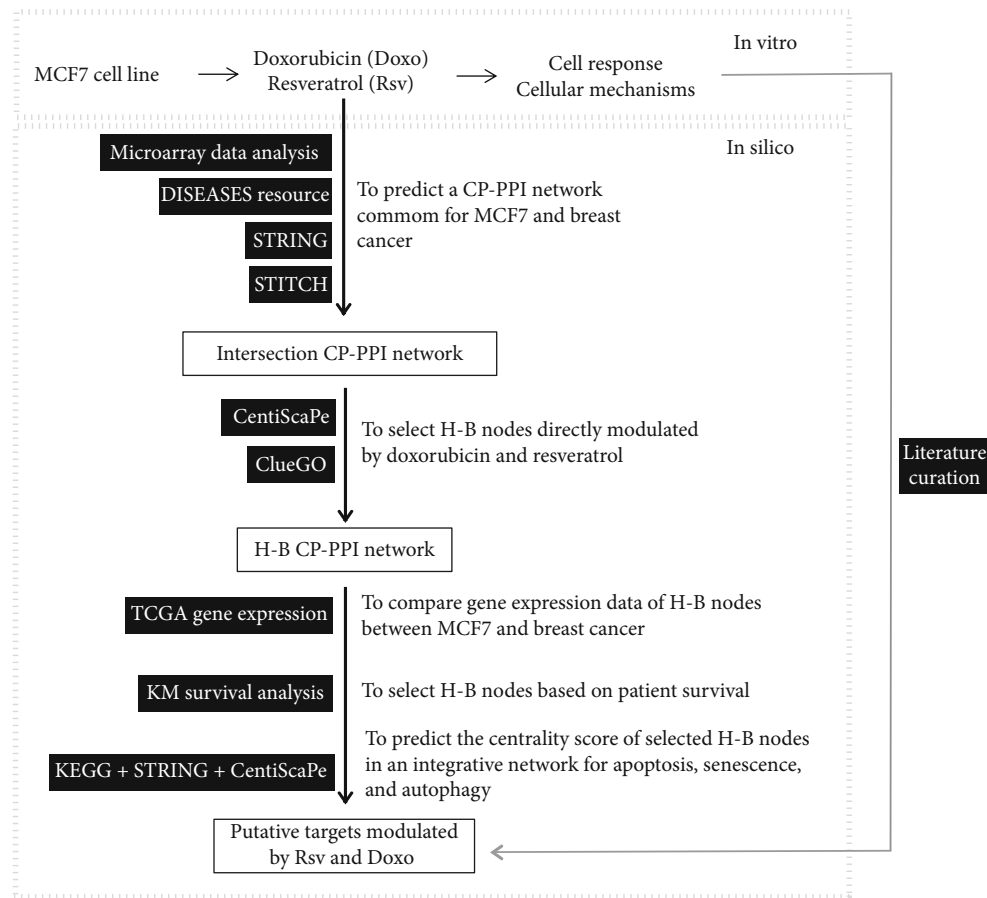 In vitro
MCF7 cell line
Doxorubicin (Doxo)
Resveratrol (Rsv)
Cell response
Cellular mechanisms
In silico
Microarray data analysis
DISEASES resource
STRING
STITCH
To predict a CP-PPI network
commom for MCF7 and breast
cancer
Intersection CP-PPI network
CentiScaPe
ClueGO
To select H-B nodes directly modulated
by doxorubicin and resveratrol
Literature
curation
H-B CP-PPI network
TCGA gene expression
To compare gene expression data of H-B nodes
between MCF7 and breast cancer
KM survival analysis
To select H-B nodes based on patient survival
KEGG + STRING + CentiScaPe
To predict the centrality score of selected H-B nodes
in an integrative network for apoptosis, senescence,
and autophagy
Putative targets modulated
by Rsv and Doxo